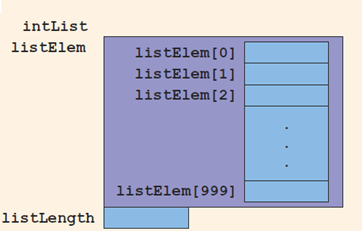 intList
listElem
listElem[0]
listElem[1]
listElem[2]
.
.
.
listElem[999]
listLength